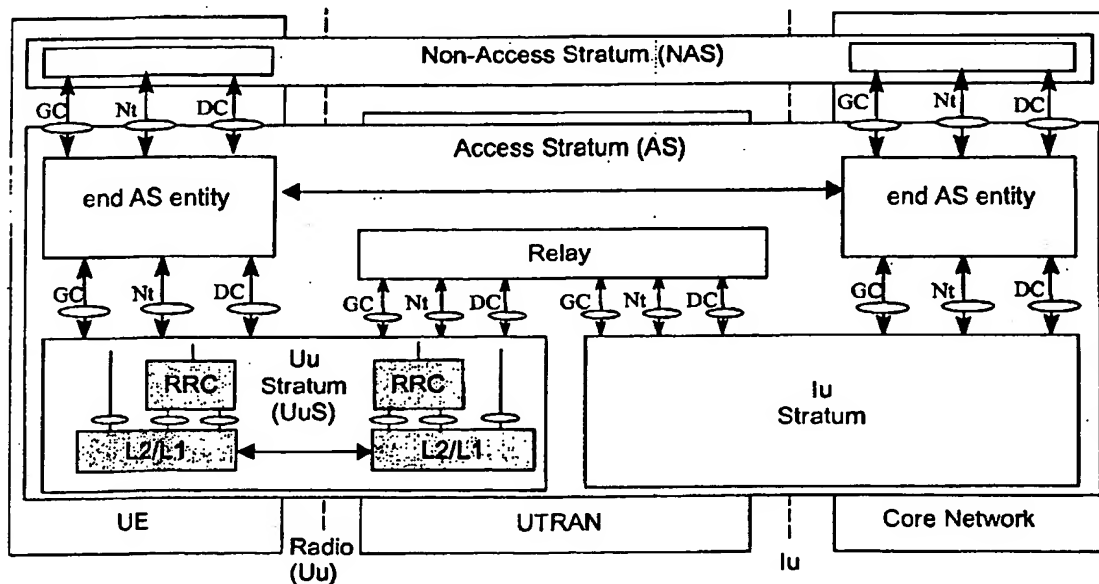 Non-Access Stratum (NAS)
GC Nt DC
GC Nt DC
Access Stratum (AS)
end AS entity
end AS entity
Relay
GC Nt DC
GC Nt DC
GC Nt DC
GC Nt DC
Uu
Stratum
(UuS)
RRC
RRC
L2/L1
L2/L1
Iu
Stratum
UE
UTRAN
Core Network
Radio
(Uu)
Iu